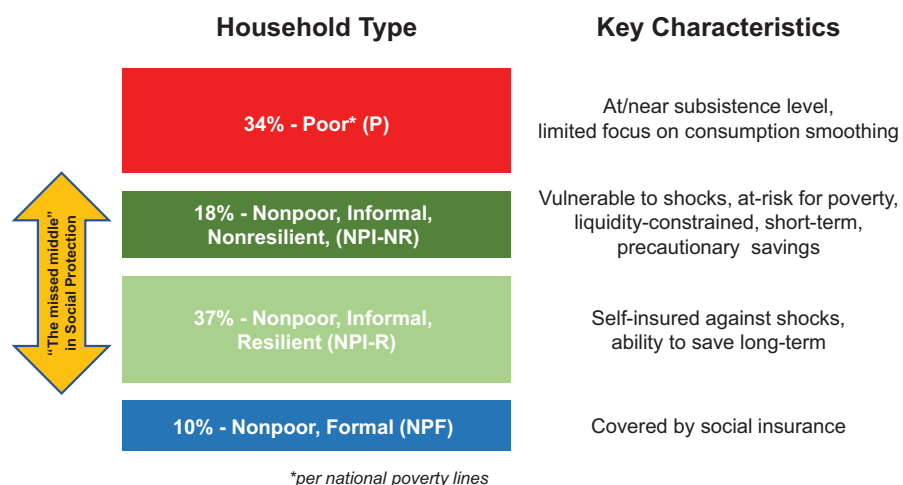 Household Type
Key Characteristics
34% - Poor* (P)
At/near subsistence level,
limited focus on consumption smoothing
"The missed middle"
in Social Protection
18% - Nonpoor, Informal,
Nonresilient, (NPI-NR)
Vulnerable to shocks, at-risk for poverty,
liquidity-constrained, short-term,
precautionary savings
37% - Nonpoor, Informal,
Resilient (NPI-R)
Self-insured against shocks,
ability to save long-term
10% - Nonpoor, Formal (NPF)
Covered by social insurance
*per national poverty lines